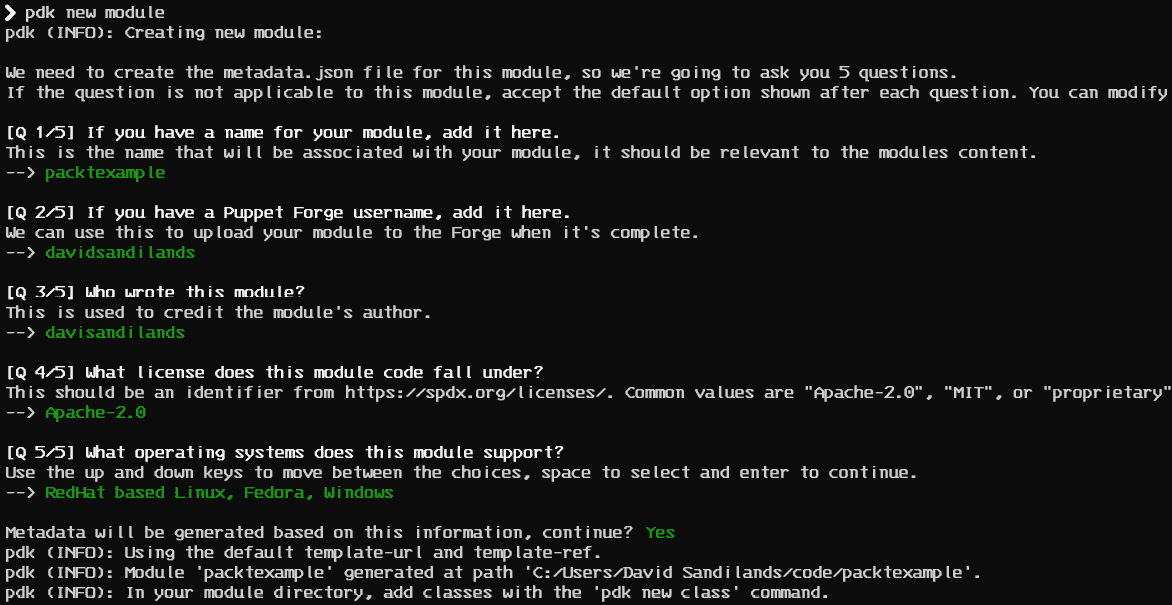 ❯ pdk new module
pdk (INFO): Creating new module:
We need to create the metadata.json file for this module, so we're going to ask you 5 questions.
If the question is not applicable to this module, accept the default option shown after each question. You can modify
[Q 1/5] If you have a name for your module, add it here.
This is the name that will be associated with your module, it should be relevant to the modules content.
--> packtexample
[Q 2/5] If you have a Puppet Forge username, add it here.
We can use this to upload your module to the Forge when it's complete.
--> davidsandilands
[Q 3/5] Who wrote this module?
This is used to credit the module's author.
--> davisandilands
[Q 4/5] What license does this module code fall under?
This should be an identifier from https://spdx.org/licenses/. Common values are "Apache-2.0", "MIT", or "proprietary"
--> Apache-2.0
[Q 5/5] What operating systems does this module support?
Use the up and down keys to move between the choices, space to select and enter to continue.
--> RedHat based Linux, Fedora, Windows
Metadata will be generated based on this information, continue? Yes
pdk (INFO): Using the default template-url and template-ref.
pdk (INFO): Module 'packtexample' generated at path 'C:/Users/David Sandilands/code/packtexample'.
pdk (INFO): In your module directory, add classes with the 'pdk new class' command.